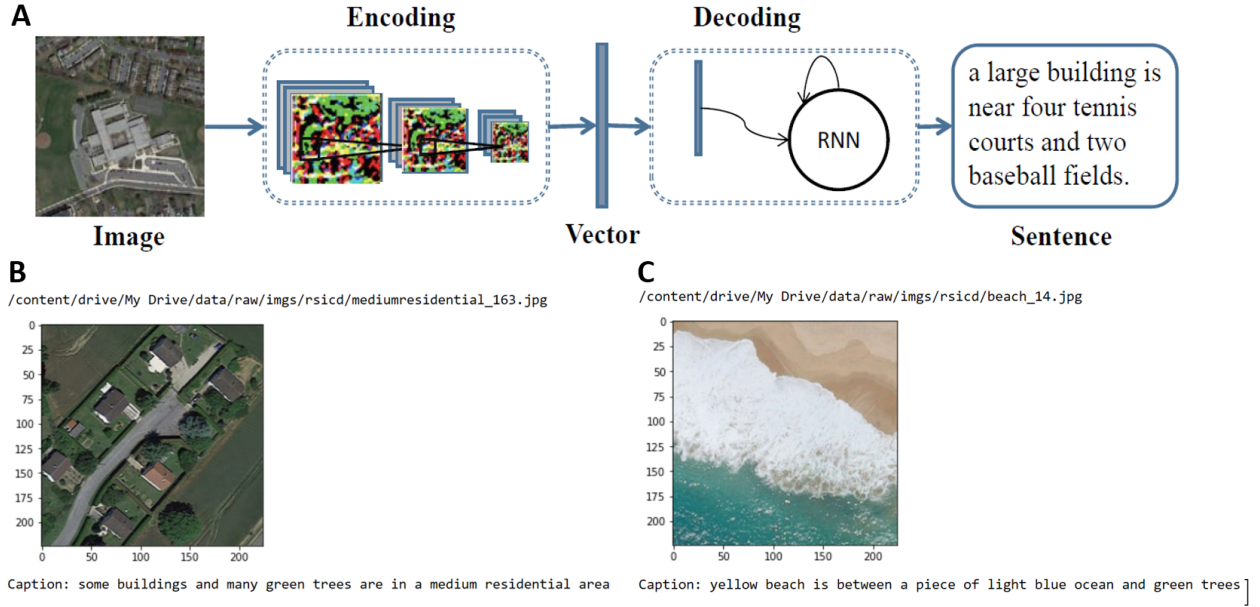 A
Encoding
Decoding
RNN
a large building is
near four tennis
courts and two
baseball fields.
Image
Vector
Sentence
B
/content/drive/My Drive/data/raw/imgs/rsicd/mediumresidential_163.jpg
0
25
50
75
100
125
150
175
200
0 50 100 150 200
Caption: some buildings and many green trees are in a medium residential area
C
/content/drive/My Drive/data/raw/imgs/rsicd/beach_14.jpg
0
25
50
75
100
125
150
175
200
0 50 100 150 200
Caption: yellow beach is between a piece of light blue ocean and green trees]